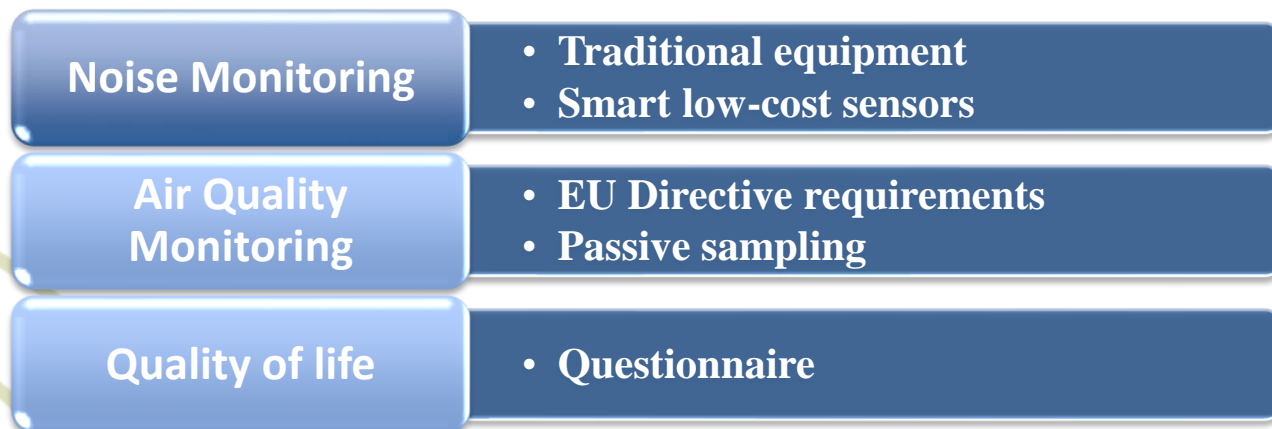 Noise Monitoring
• Traditional equipment
• Smart low-cost sensors
Air Quality
Monitoring
• EU Directive requirements
• Passive sampling
Quality of life
• Questionnaire